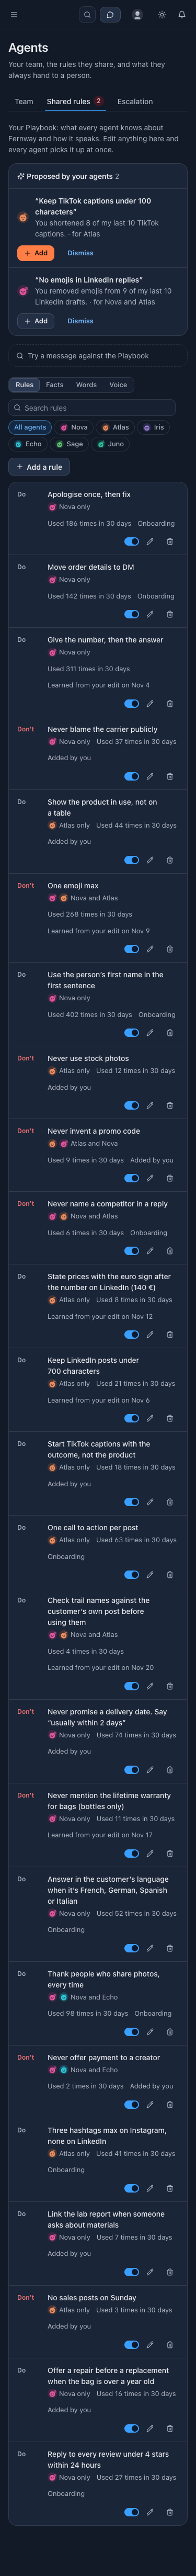 Agents
Your team, the rules they share, and what they
always hand to a person.
Team Shared rules 2 Escalation
Your Playbook: what every agent knows about
Fernway and how it speaks. Edit anything here and
every agent picks it up at once.
Proposed by your agents 2
“Keep TikTok captions under 100
characters”
You shortened 8 of my last 10 TikTok
captions. · for Atlas
Add Dismiss
“No emojis in LinkedIn replies”
You removed emojis from 9 of my last 10
LinkedIn drafts. · for Nova and Atlas
Add Dismiss
Try a message against the Playbook
Rules Facts Words Voice
Search rules
All agents Nova Atlas Iris
Echo Sage Juno
Add a rule
Do Apologise once, then fix
Nova only
Used 186 times in 30 days Onboarding
Do Move order details to DM
Nova only
Used 142 times in 30 days Onboarding
Do Give the number, then the answer
Nova only
Used 311 times in 30 days
Learned from your edit on Nov 4
Don't Never blame the carrier publicly
Nova only Used 37 times in 30 days
Added by you
Do Show the product in use, not on
a table
Atlas only Used 44 times in 30 days
Added by you
Don't One emoji max
Nova and Atlas
Used 268 times in 30 days
Learned from your edit on Nov 9
Do Use the person’s first name in the
first sentence
Nova only
Used 402 times in 30 days Onboarding
Don't Never use stock photos
Atlas only Used 12 times in 30 days
Added by you
Don't Never invent a promo code
Atlas and Nova
Used 9 times in 30 days Added by you
Don't Never name a competitor in a reply
Nova and Atlas
Used 6 times in 30 days Onboarding
Do State prices with the euro sign after
the number on LinkedIn (140 €)
Atlas only Used 8 times in 30 days
Learned from your edit on Nov 12
Do Keep LinkedIn posts under
700 characters
Atlas only Used 21 times in 30 days
Learned from your edit on Nov 6
Do Start TikTok captions with the
outcome, not the product
Atlas only Used 18 times in 30 days
Added by you
Do One call to action per post
Atlas only Used 63 times in 30 days
Onboarding
Do Check trail names against the
customer’s own post before
using them
Nova and Atlas
Used 4 times in 30 days
Learned from your edit on Nov 20
Don't Never promise a delivery date. Say
“usually within 2 days”
Nova only Used 74 times in 30 days
Added by you
Don't Never mention the lifetime warranty
for bags (bottles only)
Nova only Used 11 times in 30 days
Learned from your edit on Nov 17
Do Answer in the customer’s language
when it’s French, German, Spanish
or Italian
Nova only Used 52 times in 30 days
Onboarding
Do Thank people who share photos,
every time
Nova and Echo
Used 98 times in 30 days Onboarding
Don't Never offer payment to a creator
Nova and Echo
Used 2 times in 30 days Added by you
Do Three hashtags max on Instagram,
none on LinkedIn
Atlas only Used 41 times in 30 days
Onboarding
Do Link the lab report when someone
asks about materials
Nova only Used 7 times in 30 days
Added by you
Don't No sales posts on Sunday
Atlas only Used 3 times in 30 days
Added by you
Do Offer a repair before a replacement
when the bag is over a year old
Nova only Used 16 times in 30 days
Added by you
Do Reply to every review under 4 stars
within 24 hours
Nova only Used 27 times in 30 days
Onboarding